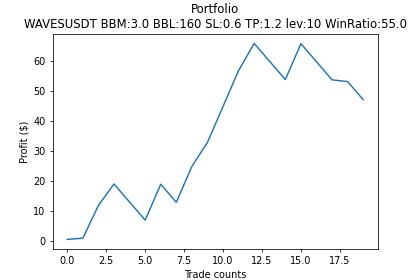 Portfolio
WAVESUSDT BBM:3.0 BBL:160 SL:0.6 TP:1.2 lev:10 WinRatio:55.0
Profit ($)
60
50
40
30
20
10
0
0.0 2.5 5.0 7.5 10.0 12.5 15.0 17.5
Trade counts